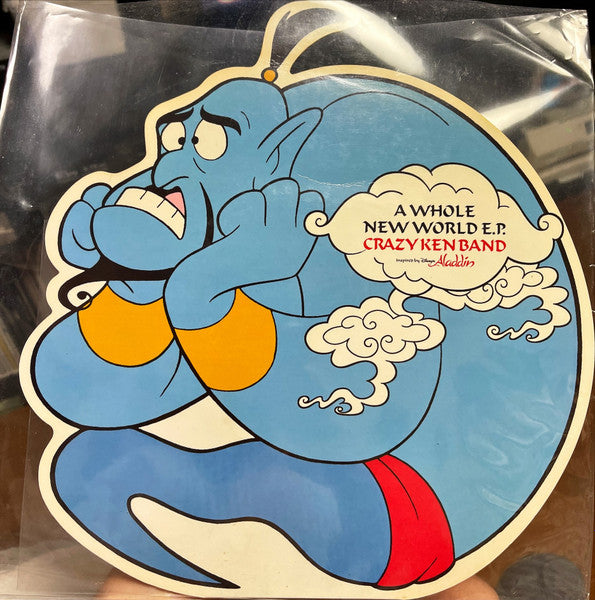 A WHOLE
NEW WORLD E.P.
CRAZY KEN BAND
inspired by Disney's Aladdin